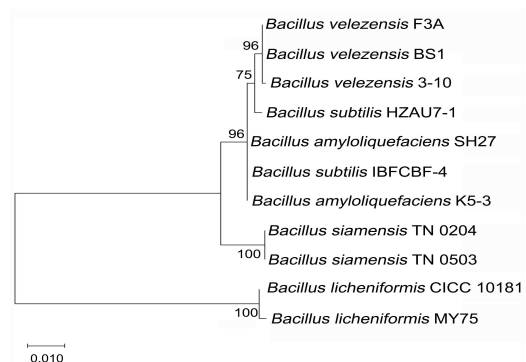 Bacillus velezensis F3A
96
Bacillus velezensis BS1
75
Bacillus velezensis 3-10
Bacillus subtilis HZAU7-1
96
Bacillus amyloliquefaciens SH27
Bacillus subtilis IBFCBF-4
Bacillus amyloliquefaciens K5-3
Bacillus siamensis TN 0204
100
Bacillus siamensis TN 0503
Bacillus licheniformis CICC 10181
100
Bacillus licheniformis MY75
0.010